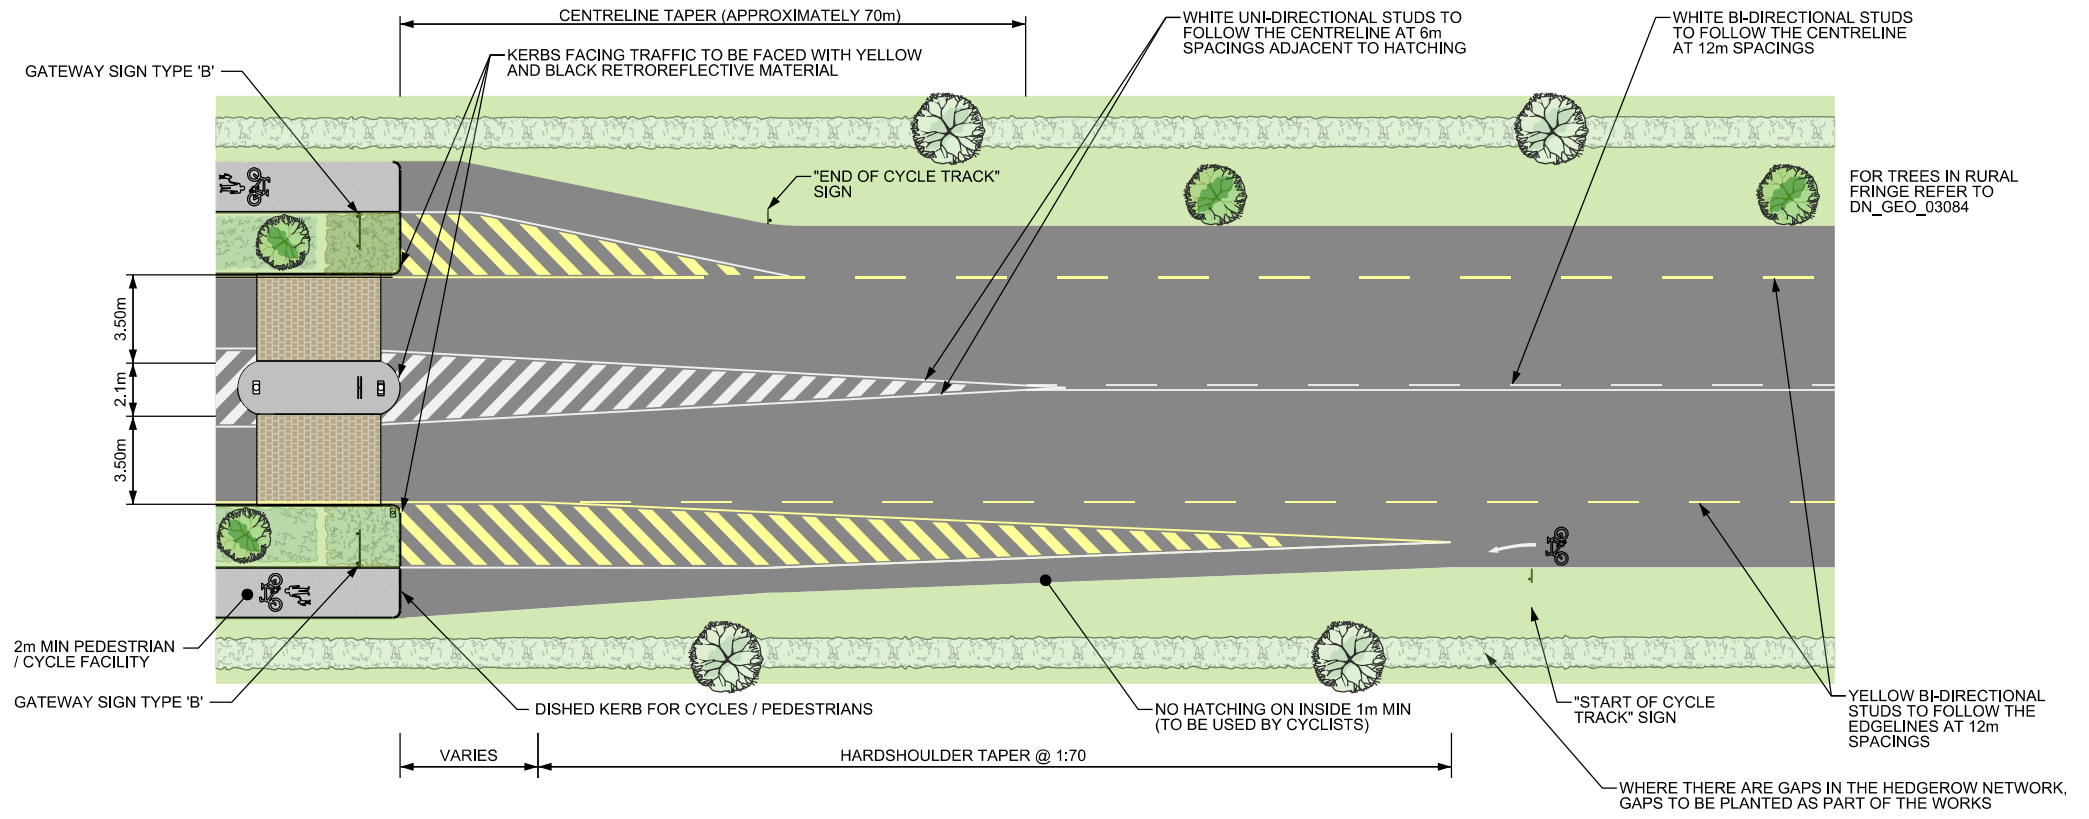 CENTRELINE TAPER (APPROXIMATELY 70m)
WHITE UNI-DIRECTIONAL STUDS TO
FOLLOW THE CENTRELINE AT 6m
SPACINGS ADJACENT TO HATCHING
WHITE BI-DIRECTIONAL STUDS
TO FOLLOW THE CENTRELINE
AT 12m SPACINGS
KERBS FACING TRAFFIC TO BE FACED WITH YELLOW
AND BLACK RETROREFLECTIVE MATERIAL
GATEWAY SIGN TYPE 'B'
"END OF CYCLE TRACK"
SIGN
FOR TREES IN RURAL
FRINGE REFER TO
DN_GEO_03084
3.50m
2.1m
3.50m
2m MIN PEDESTRIAN
/ CYCLE FACILITY
GATEWAY SIGN TYPE 'B'
DISHED KERB FOR CYCLES / PEDESTRIANS
NO HATCHING ON INSIDE 1m MIN
(TO BE USED BY CYCLISTS)
"START OF CYCLE
TRACK" SIGN
YELLOW BI-DIRECTIONAL
STUDS TO FOLLOW THE
EDGELINES AT 12m
SPACINGS
VARIES
HARDSHOULDER TAPER @ 1:70
WHERE THERE ARE GAPS IN THE HEDGEROW NETWORK,
GAPS TO BE PLANTED AS PART OF THE WORKS